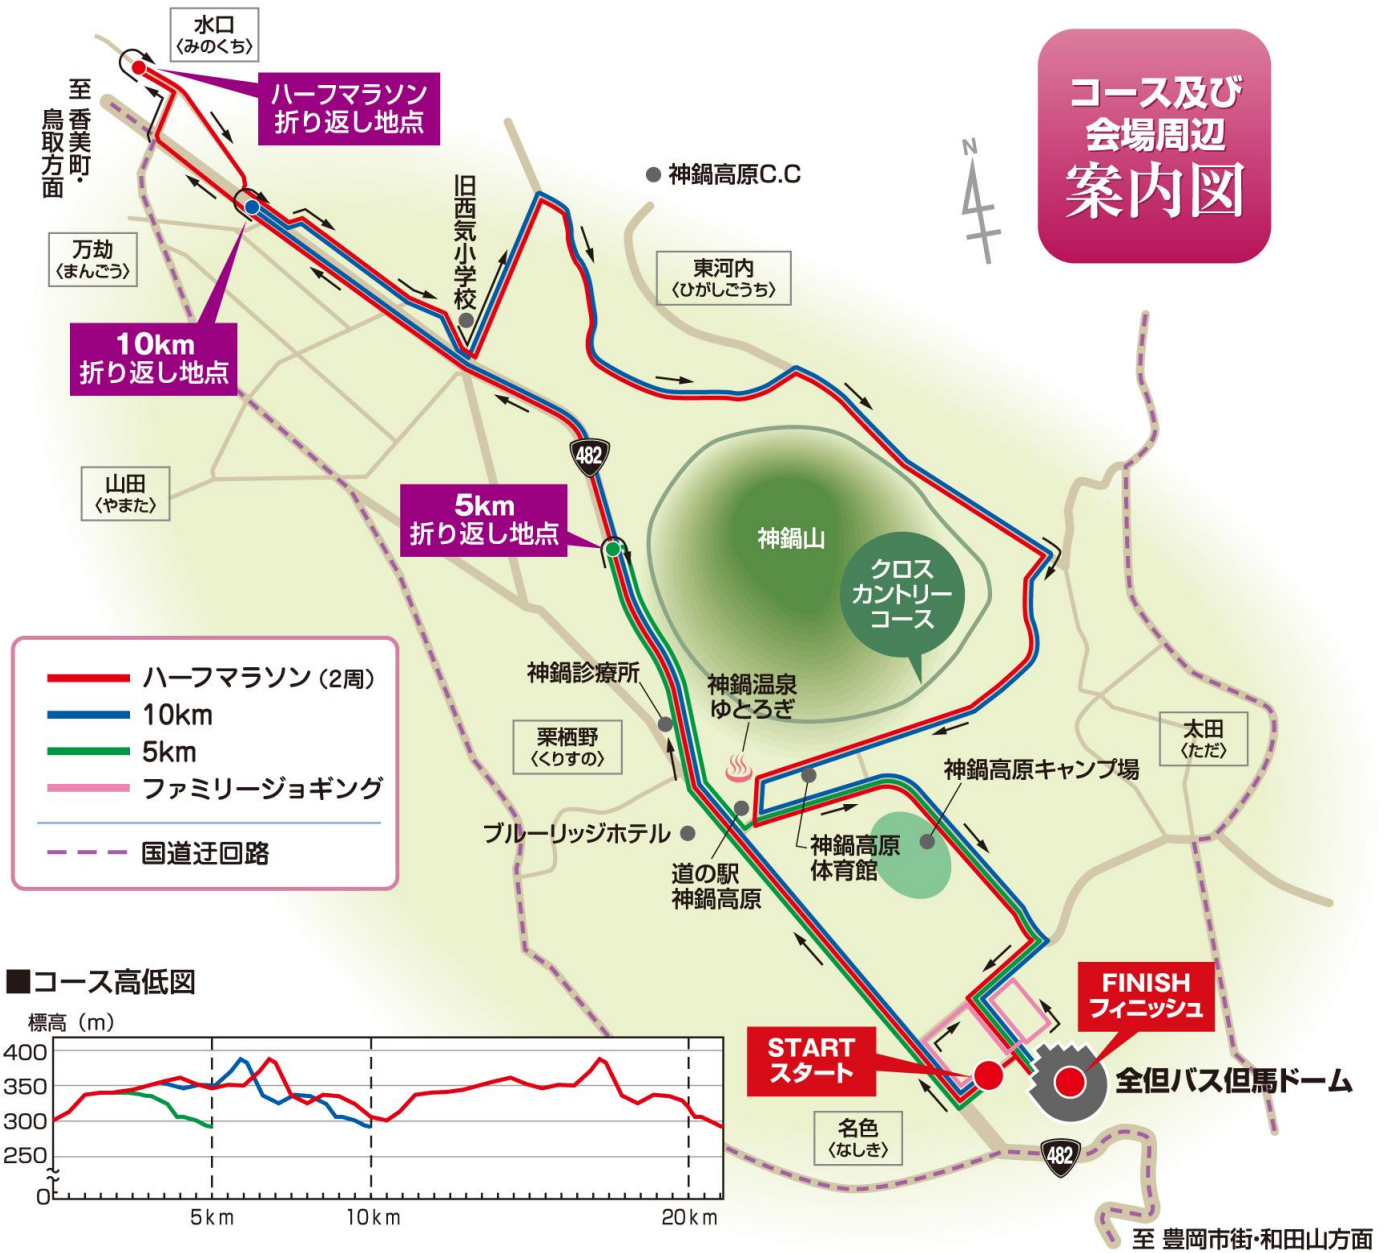 コース及び
会場周辺
案内図
水口
〈みのくち〉
ハーフマラソン
折り返し地点
至 香美町・
鳥取方面
N
神鍋高原C.C
旧西気小学校
万劫
〈まんごう〉
東河内
〈ひがしごうち〉
10km
折り返し地点
482
山田
〈やまた〉
5km
折り返し地点
神鍋山
クロス
カントリー
コース
ハーフマラソン（2周）
10km
5km
ファミリージョギング
国道迂回路
神鍋診療所
神鍋温泉
ゆとろぎ
栗栖野
〈くりすの〉
太田
〈ただ〉
神鍋高原キャンプ場
ブルーリッジホテル
神鍋高原
体育館
道の駅
神鍋高原
FINISH
フィニッシュ
START
スタート
全但バス但馬ドーム
名色
〈なしき〉
482
至 豊岡市街・和田山方面
■コース高低図
標高（m）
400
350
300
250
0
5km
10km
20km